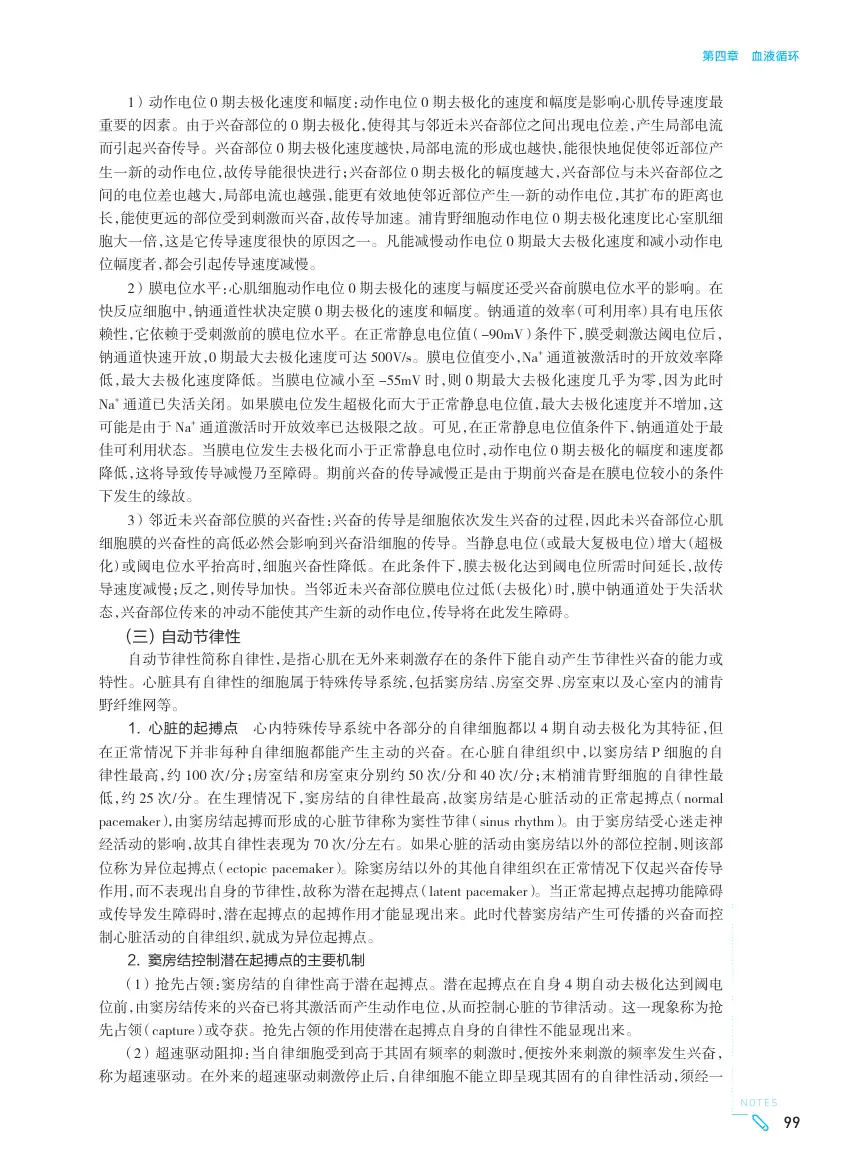 第四章 血液循环
1）动作电位 0 期去极化速度和幅度：动作电位 0 期去极化的速度和幅度是影响心肌传导速度最
重要的因素。由于兴奋部位的 0 期去极化，使得其与邻近未兴奋部位之间出现电位差，产生局部电流
而引起兴奋传导。兴奋部位 0 期去极化速度越快，局部电流的形成也越快，能很快地促使邻近部位产
生一新的动作电位，故传导能很快进行；兴奋部位 0 期去极化的幅度越大，兴奋部位与未兴奋部位之
间的电位差也越大，局部电流也越强，能更有效地使邻近部位产生一新的动作电位，其扩布的距离也
长，能使更远的部位受到刺激而兴奋，故传导加速。浦肯野细胞动作电位 0 期去极化速度比心室肌细
胞大一倍，这是它传导速度很快的原因之一。凡能减慢动作电位 0 期最大去极化速度和减小动作电
位幅度者，都会引起传导速度减慢。
2）膜电位水平：心肌细胞动作电位 0 期去极化的速度与幅度还受兴奋前膜电位水平的影响。在
快反应细胞中，钠通道性状决定膜 0 期去极化的速度和幅度。钠通道的效率（可利用率）具有电压依
赖性，它依赖于受刺激前的膜电位水平。在正常静息电位值（–90mV）条件下，膜受刺激达阈电位后，
钠通道快速开放，0 期最大去极化速度可达 500V/s。膜电位值变小，Na⁺ 通道被激活时的开放效率降
低，最大去极化速度降低。当膜电位减小至 –55mV 时，则 0 期最大去极化速度几乎为零，因为此时
Na⁺ 通道已失活关闭。如果膜电位发生超极化而大于正常静息电位值，最大去极化速度并不增加，这
可能是由于 Na⁺ 通道激活时开放效率已达极限之故。可见，在正常静息电位值条件下，钠通道处于最
佳可利用状态。当膜电位发生去极化而小于正常静息电位时，动作电位 0 期去极化的幅度和速度都
降低，这将导致传导减慢乃至障碍。期前兴奋的传导减慢正是由于期前兴奋是在膜电位较小的条件
下发生的缘故。
3）邻近未兴奋部位膜的兴奋性：兴奋的传导是细胞依次发生兴奋的过程，因此未兴奋部位心肌
细胞膜的兴奋性的高低必然会影响到兴奋沿细胞的传导。当静息电位（或最大复极电位）增大（超极
化）或阈电位水平抬高时，细胞兴奋性降低。在此条件下，膜去极化达到阈电位所需时间延长，故传
导速度减慢；反之，则传导加快。当邻近未兴奋部位膜电位过低（去极化）时，膜中钠通道处于失活状
态，兴奋部位传来的冲动不能使其产生新的动作电位，传导将在此发生障碍。
（三）自动节律性
自动节律性简称自律性，是指心肌在无外来刺激存在的条件下能自动产生节律性兴奋的能力或
特性。心脏具有自律性的细胞属于特殊传导系统，包括窦房结、房室交界、房室束以及心室内的浦肯
野纤维网等。
1. 心脏的起搏点 心内特殊传导系统中各部分的自律细胞都以 4 期自动去极化为其特征，但
在正常情况下并非每种自律细胞都能产生主动的兴奋。在心脏自律组织中，以窦房结 P 细胞的自
律性最高，约 100 次/分；房室结和房室束分别约 50 次/分和 40 次/分；末梢浦肯野细胞的自律性最
低，约 25 次/分。在生理情况下，窦房结的自律性最高，故窦房结是心脏活动的正常起搏点（normal
pacemaker），由窦房结起搏而形成的心脏节律称为窦性节律（sinus rhythm）。由于窦房结受心迷走神
经活动的影响，故其自律性表现为 70 次/分左右。如果心脏的活动由窦房结以外的部位控制，则该部
位称为异位起搏点（ectopic pacemaker）。除窦房结以外的其他自律组织在正常情况下仅起兴奋传导
作用，而不表现出自身的节律性，故称为潜在起搏点（latent pacemaker）。当正常起搏点起搏功能障碍
或传导发生障碍时，潜在起搏点的起搏作用才能显现出来。此时代替窦房结产生可传播的兴奋而控
制心脏活动的自律组织，就成为异位起搏点。
2. 窦房结控制潜在起搏点的主要机制
（1）抢先占领：窦房结的自律性高于潜在起搏点。潜在起搏点在自身 4 期自动去极化达到阈电
位前，由窦房结传来的兴奋已将其激活而产生动作电位，从而控制心脏的节律活动。这一现象称为抢
先占领（capture）或夺获。抢先占领的作用使潜在起搏点自身的自律性不能显现出来。
（2）超速驱动阻抑：当自律细胞受到高于其固有频率的刺激时，便按外来刺激的频率发生兴奋，
称为超速驱动。在外来的超速驱动刺激停止后，自律细胞不能立即呈现其固有的自律性活动，须经一
NOTES
99